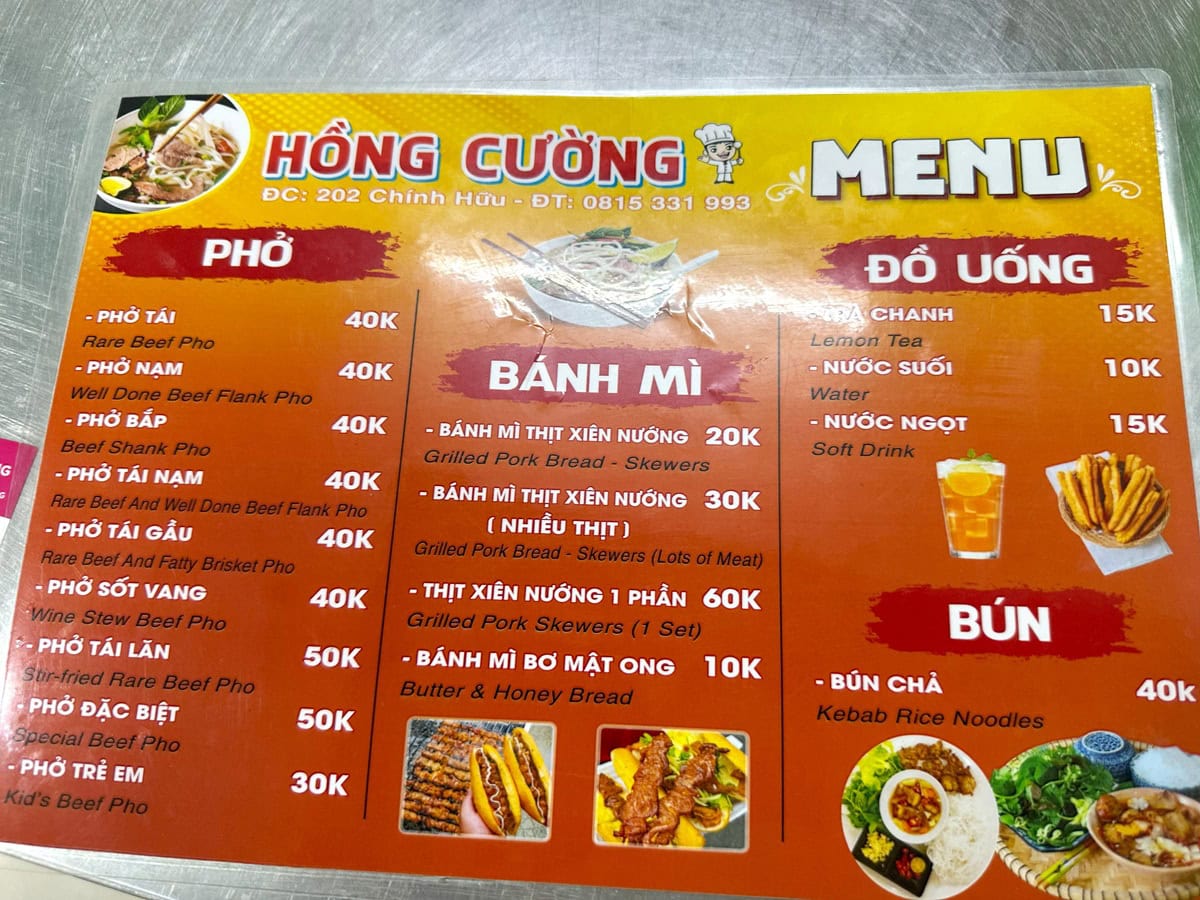 HỒNG CƯỜNG
ĐC: 202 Chính Hữu - ĐT: 0815 331 993
MENU
PHỞ
- PHỞ TÁI 40K
Rare Beef Pho
- PHỞ NẠM 40K
Well Done Beef Flank Pho
- PHỞ BẮP 40K
Beef Shank Pho
- PHỞ TÁI NẠM 40K
Rare Beef And Well Done Beef Flank Pho
- PHỞ TÁI GẦU 40K
Rare Beef And Fatty Brisket Pho
- PHỞ SỐT VANG 40K
Wine Stew Beef Pho
- PHỞ TÁI LĂN 50K
Stir-fried Rare Beef Pho
- PHỞ ĐẶC BIỆT 50K
Special Beef Pho
- PHỞ TRẺ EM 30K
Kid's Beef Pho
BÁNH MÌ
- BÁNH MÌ THỊT XIÊN NƯỚNG 20K
Grilled Pork Bread - Skewers
- BÁNH MÌ THỊT XIÊN NƯỚNG 30K
( NHIỀU THỊT )
Grilled Pork Bread - Skewers (Lots of Meat)
- THỊT XIÊN NƯỚNG 1 PHẦN 60K
Grilled Pork Skewers (1 Set)
- BÁNH MÌ BƠ MẬT ONG 10K
Butter & Honey Bread
ĐỒ UỐNG
- TRÀ CHANH 15K
Lemon Tea
- NƯỚC SUỐI 10K
Water
- NƯỚC NGỌT 15K
Soft Drink
BÚN
- BÚN CHẢ 40k
Kebab Rice Noodles